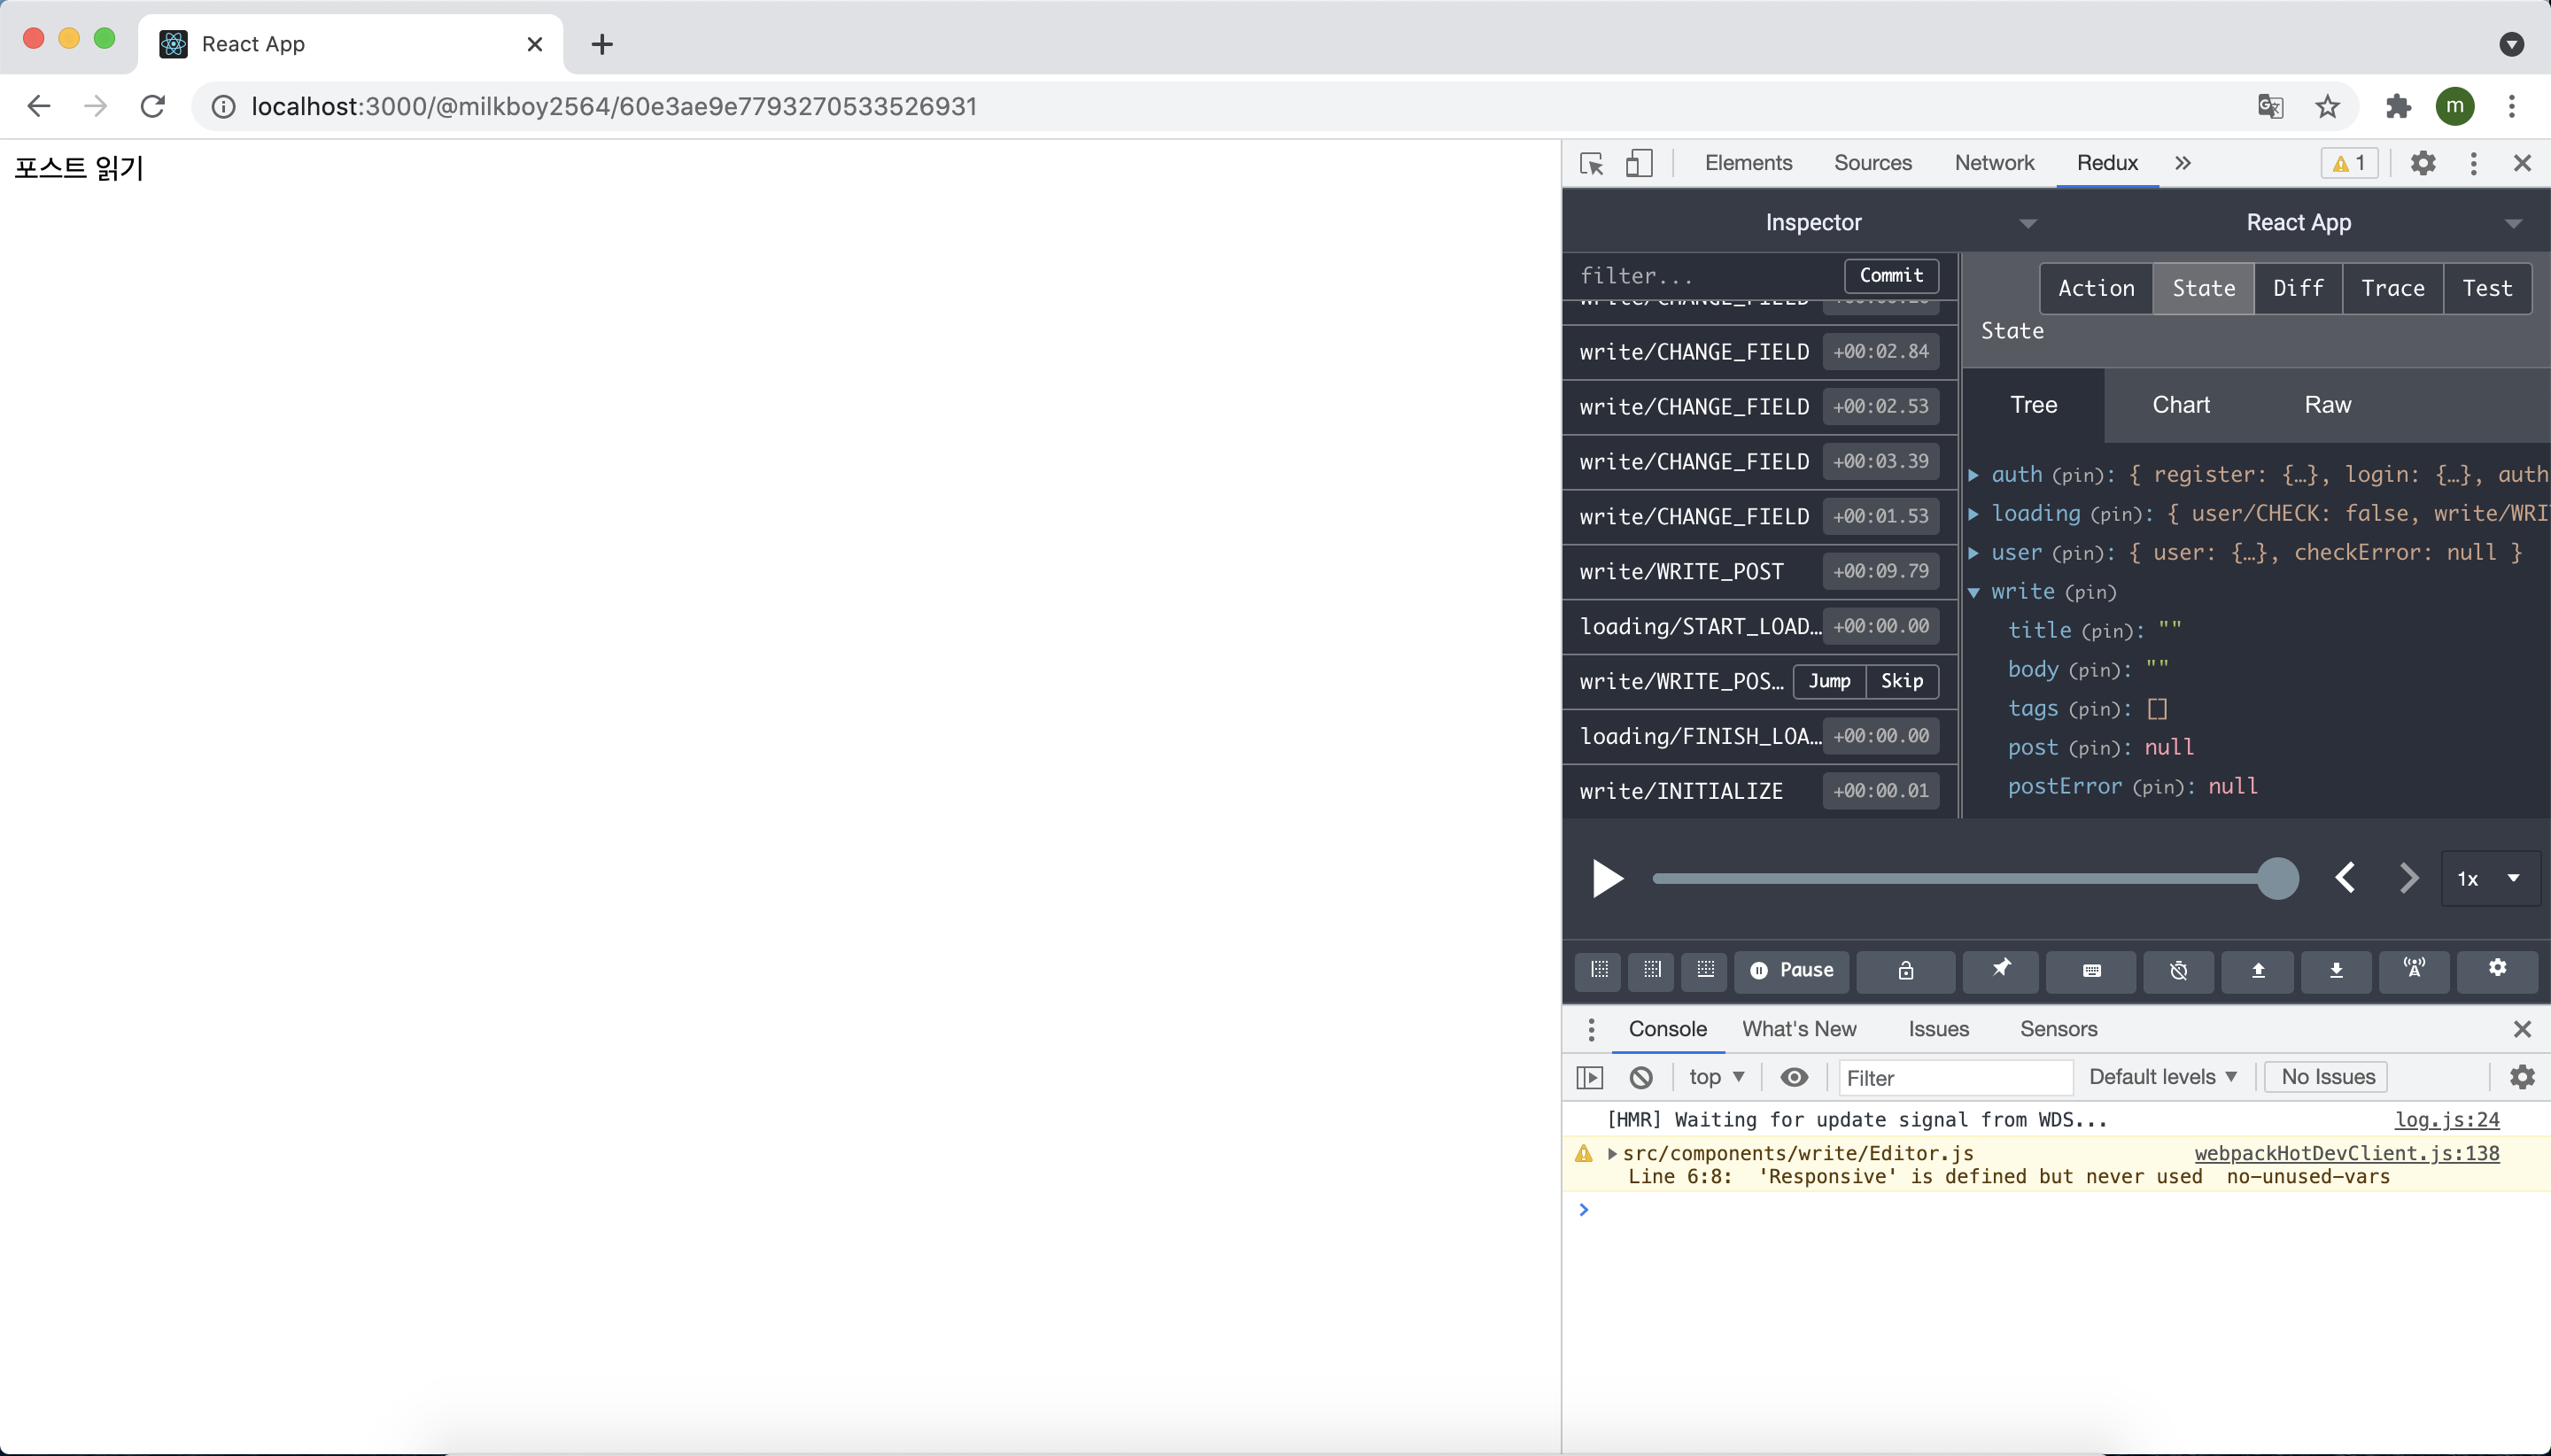 React App
localhost:3000/@milkboy2564/60e3ae9e7793270533526931
m
포스트 읽기
Elements Sources Network Redux » 1
Inspector React App
filter... Commit
Action State Diff Trace Test
State
Tree Chart Raw
write/CHANGE_FIELD
write/CHANGE_FIELD +00:02.84
write/CHANGE_FIELD +00:02.53
write/CHANGE_FIELD +00:03.39
write/CHANGE_FIELD +00:01.53
write/WRITE_POST +00:09.79
loading/START_LOAD… +00:00.00
write/WRITE_POS… Jump Skip
loading/FINISH_LOA… +00:00.00
write/INITIALIZE +00:00.01
auth (pin): { register: {…}, login: {…}, auth
loading (pin): { user/CHECK: false, write/WRI
user (pin): { user: {…}, checkError: null }
write (pin)
title (pin): ""
body (pin): ""
tags (pin): []
post (pin): null
postError (pin): null
1x
Pause
Console What's New Issues Sensors
top Filter Default levels No Issues
[HMR] Waiting for update signal from WDS... log.js:24
src/components/write/Editor.js webpackHotDevClient.js:138
Line 6:8: 'Responsive' is defined but never used no-unused-vars